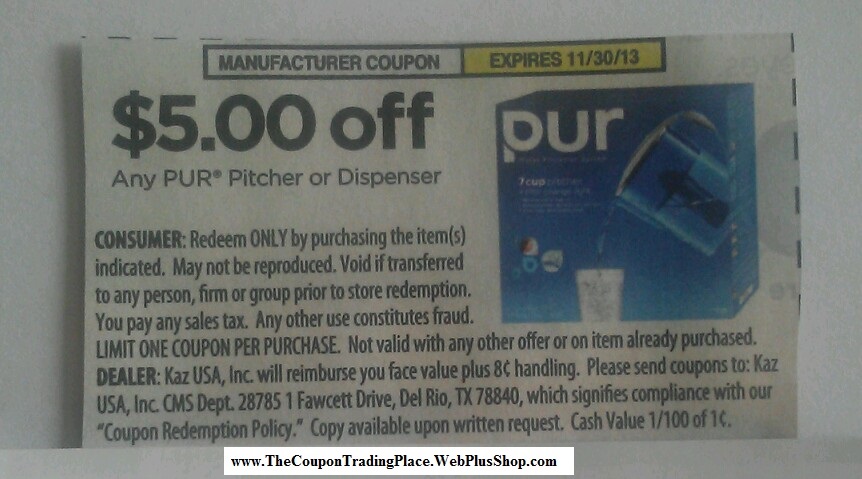 MANUFACTURER COUPON EXPIRES 11/30/13
$5.00 off
Any PUR® Pitcher or Dispenser
pur
7 cup pitcher
CONSUMER: Redeem ONLY by purchasing the item(s)
indicated. May not be reproduced. Void if transferred
to any person, firm or group prior to store redemption.
You pay any sales tax. Any other use constitutes fraud.
LIMIT ONE COUPON PER PURCHASE. Not valid with any other offer or on item already purchased.
DEALER: Kaz USA, Inc. will reimburse you face value plus 8¢ handling. Please send coupons to: Kaz
USA, Inc. CMS Dept. 28785 1 Fawcett Drive, Del Rio, TX 78840, which signifies compliance with our
"Coupon Redemption Policy." Copy available upon written request. Cash Value 1/100 of 1¢.
www.TheCouponTradingPlace.WebPlusShop.com